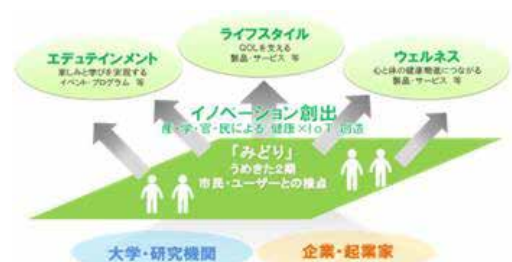 ライフスタイル
QOLを支える
製品・サービス 等
エデュテインメント
楽しみと学びを実現する
イベント・プログラム 等
ウェルネス
心と体の健康増進につながる
製品・サービス 等
イノベーション創出
産・学・官・民による 健康×IoT 創造
「みどり」
うめきた2期
市民・ユーザーとの接点
大学・研究機関
企業・起業家